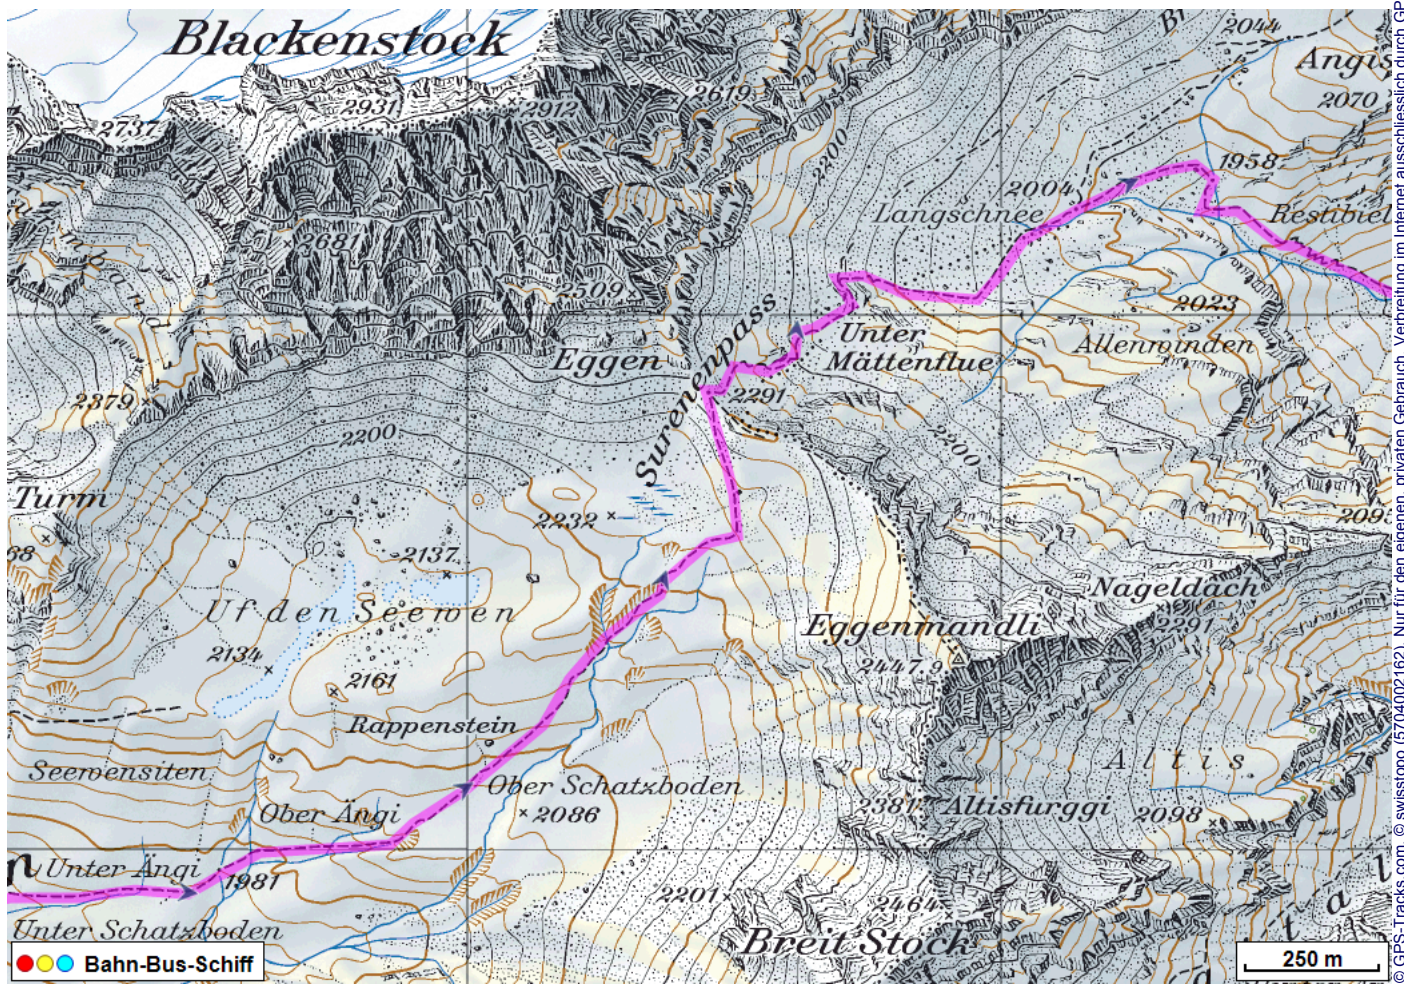 Blackenstock
2044
Angis
2070
2931
2912
2619
2737
2200
1958
2004
Langschnee
Restibiel
2681
2509
2023
Surenenpass
Unter
Mättenflue
Allenwinden
Eggen
2291
2379
2200
2200
Turm
2232
2137
68
Uf den Seewen
Nageldach
2291
Eggenmandli
2447.9
2134
2161
Rappenstein
Seewensiten
Ober Schatzboden
Altis
Ober Ängi
2086
2381
Altisfurggi
2098
Unter Ängi
1981
2201
2464
Unter Schatzboden
Breit Stock
Bahn-Bus-Schiff
250 m
© GPS-Tracks.com, © swisstopo (5704002162), Nur für den eigenen, privaten Gebrauch. Verbreitung im Internet ausschliesslich durch GP